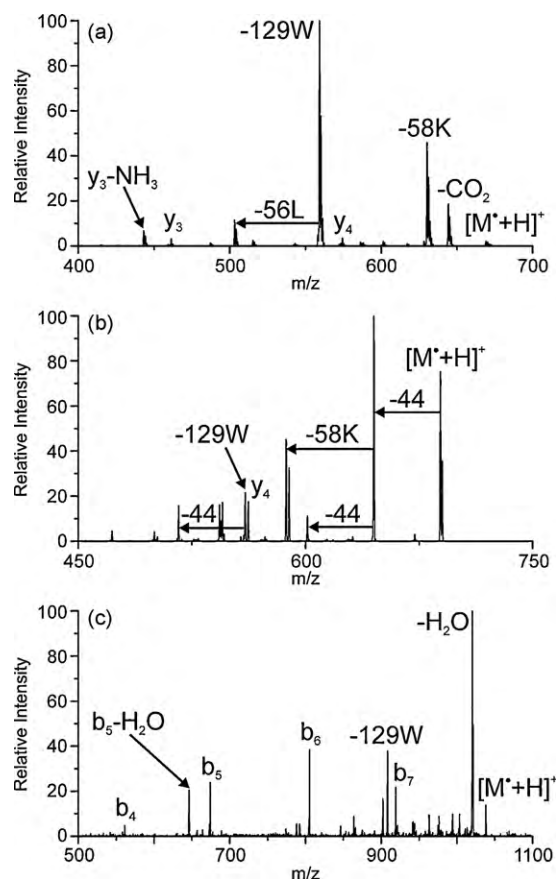 (a)
-129W
-58K
y₃-NH₃
-CO₂
-56L
y₃
y₄
[M•+H]⁺
Relative Intensity
100
80
60
40
20
0
400
500
600
700
m/z
(b)
[M•+H]⁺
-44
-129W
-58K
y₄
-44
-44
Relative Intensity
100
80
60
40
20
0
450
600
750
m/z
(c)
-H₂O
b₅-H₂O
b₆
-129W
b₅
b₇
b₄
[M•+H]⁺
Relative Intensity
100
80
60
40
20
0
500
700
900
1100
m/z